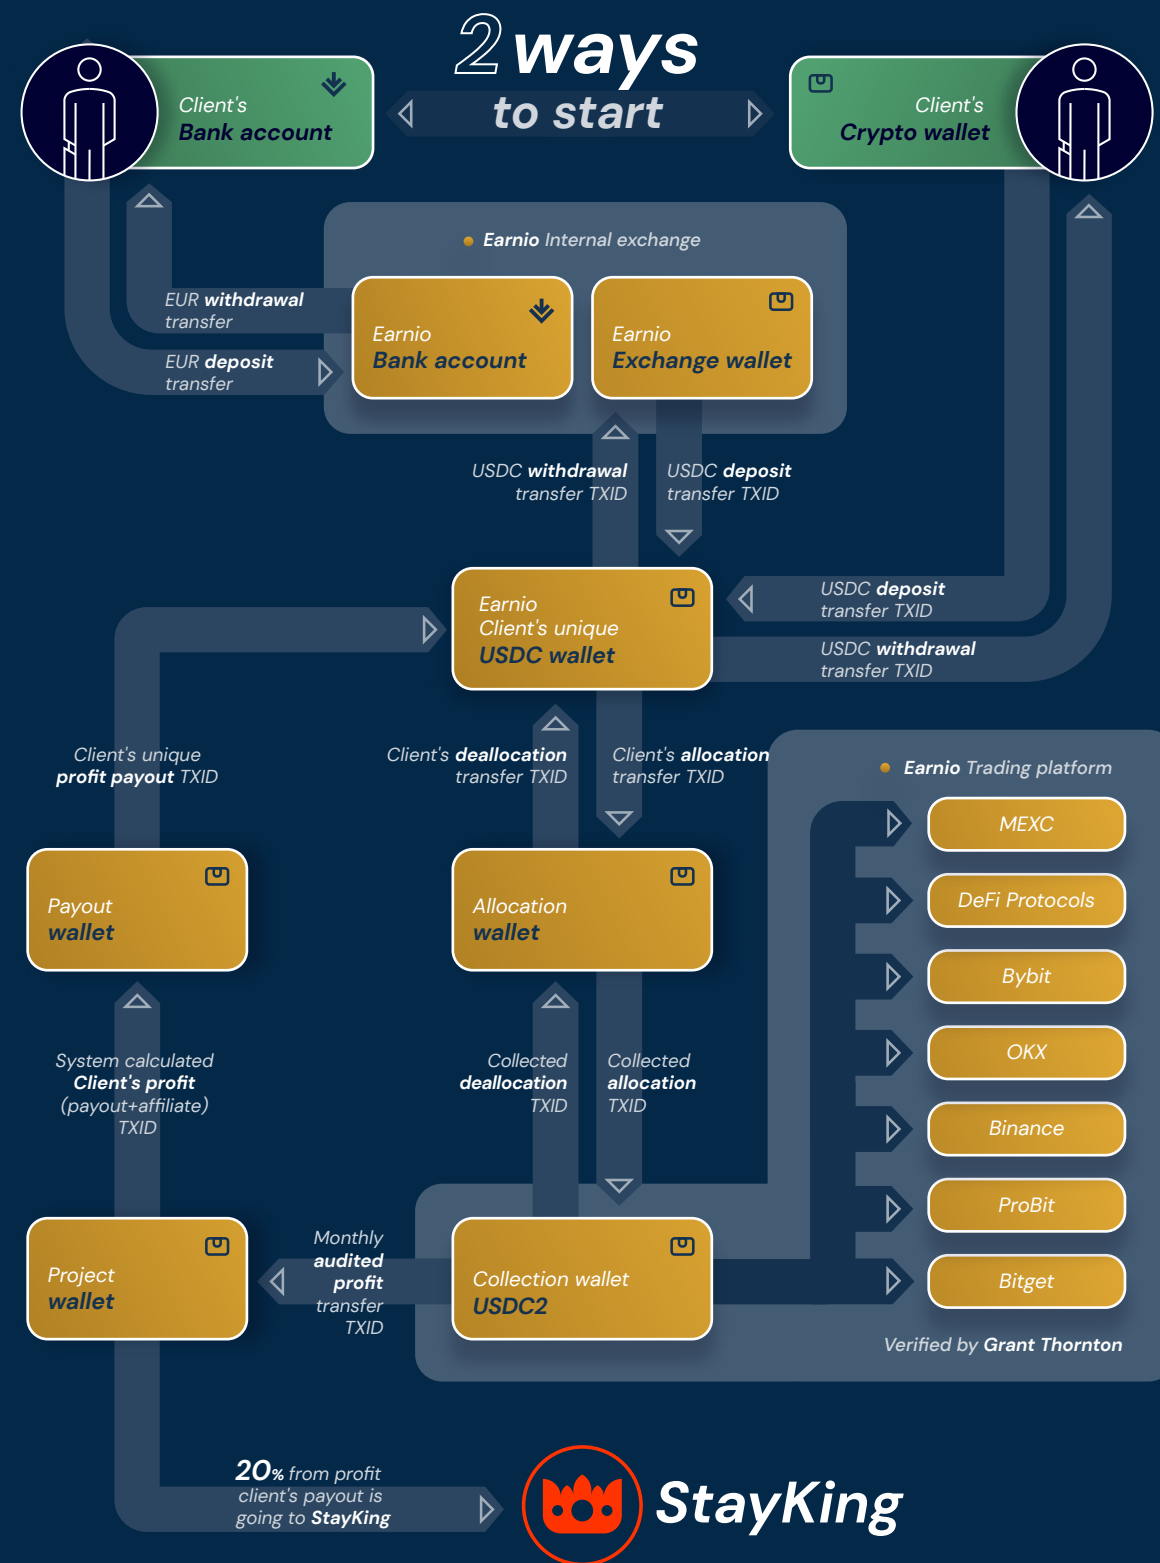 2 ways
to start
Client's
Bank account
Client's
Crypto wallet
Earnio Internal exchange
EUR withdrawal
transfer
EUR deposit
transfer
Earnio
Bank account
Earnio
Exchange wallet
USDC withdrawal
transfer TXID
USDC deposit
transfer TXID
Earnio
Client's unique
USDC wallet
USDC deposit
transfer TXID
USDC withdrawal
transfer TXID
Client's unique
profit payout TXID
Client's deallocation
transfer TXID
Client's allocation
transfer TXID
Earnio Trading platform
MEXC
DeFi Protocols
Bybit
OKX
Binance
ProBit
Bitget
Verified by Grant Thornton
Payout
wallet
Allocation
wallet
System calculated
Client's profit
(payout+affiliate)
TXID
Collected
deallocation
TXID
Collected
allocation
TXID
Project
wallet
Monthly
audited
profit
transfer
TXID
Collection wallet
USDC2
20% from profit
client's payout is
going to StayKing
StayKing